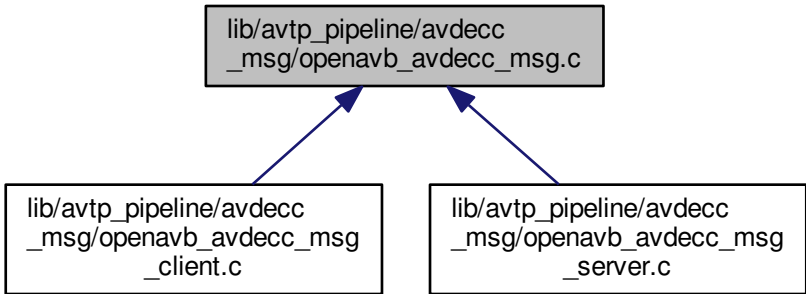 lib/avtp_pipeline/avdecc
_msg/openavb_avdecc_msg.c
lib/avtp_pipeline/avdecc
_msg/openavb_avdecc_msg
_client.c
lib/avtp_pipeline/avdecc
_msg/openavb_avdecc_msg
_server.c